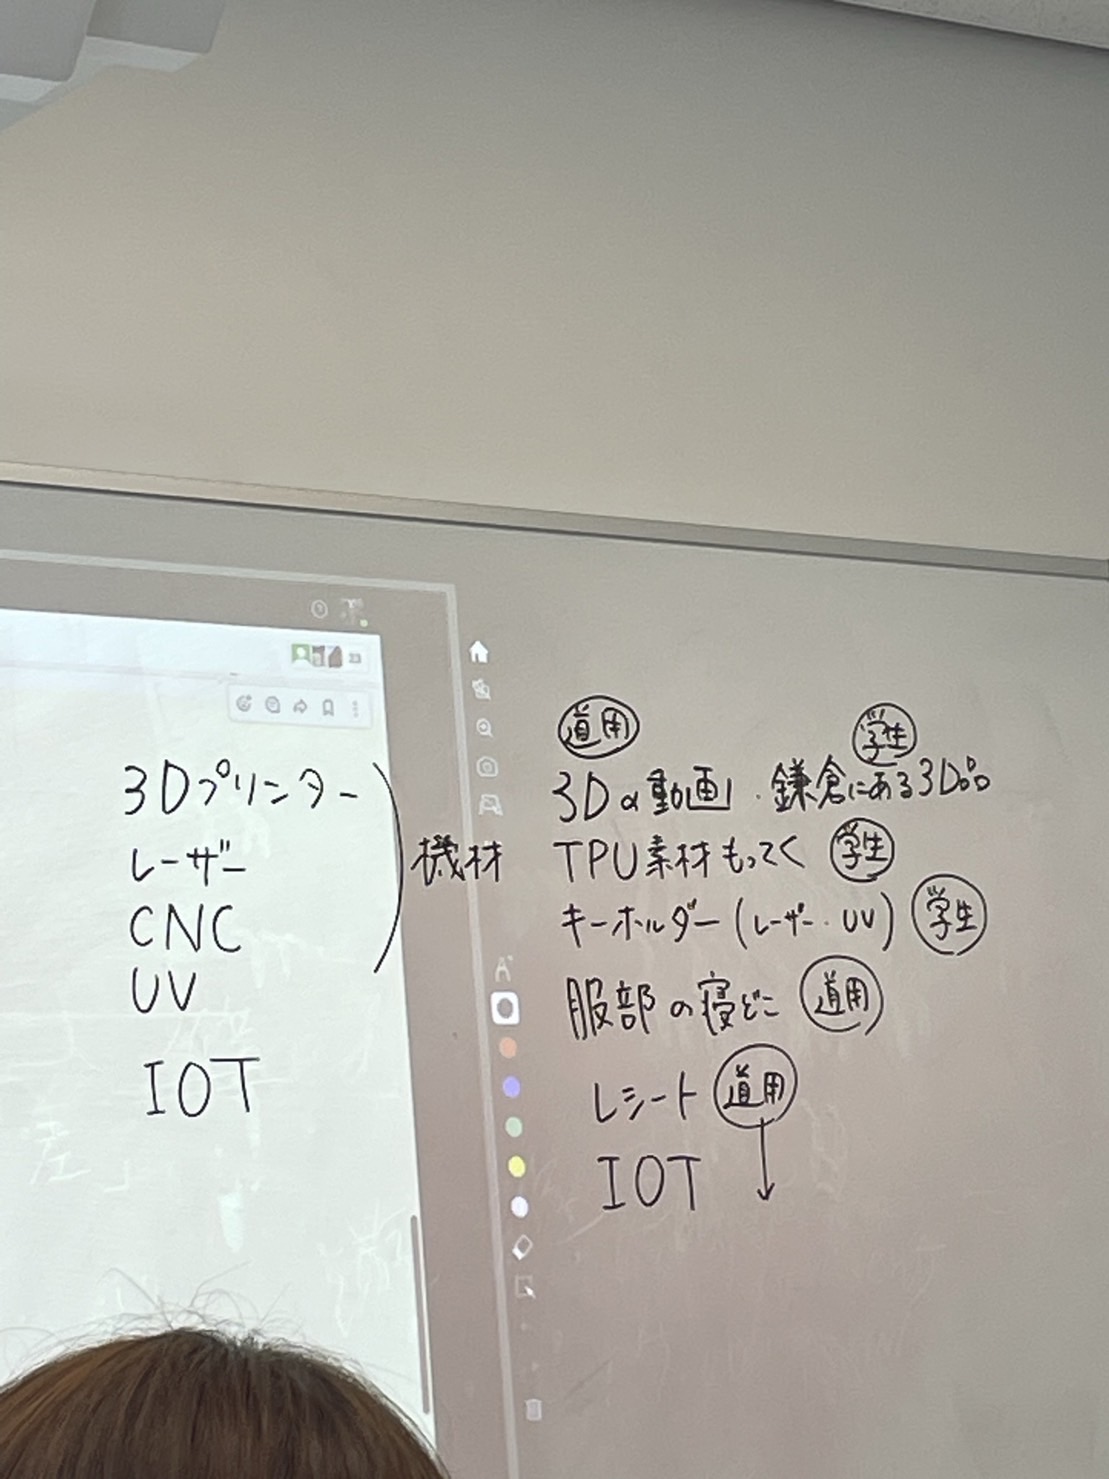 3Dプリンター
レーザー
CNC
UV
機材
IOT
道用 学生
3Dの動画・鎌倉にある3D品
TPU素材もってく 学生
キーホルダー(レーザー・UV) 学生
服部の寝どこ 道用
レシート 道用
IOT ↓